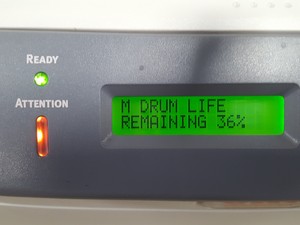 READY
ATTENTION
M DRUM LIFE
REMAINING 36%